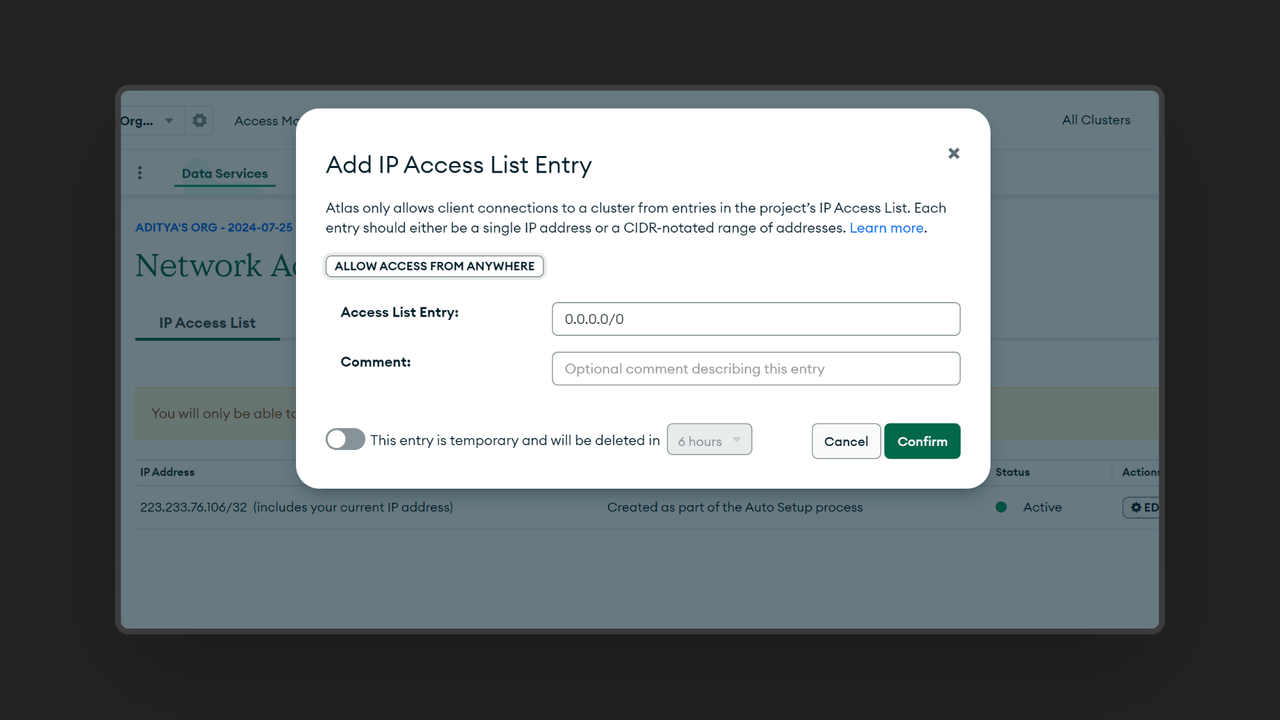 Org...
Access
All Clusters
Data Services
ADITYA'S ORG - 2024-07-25
Network
IP Access List
You will only be able
Add IP Access List Entry
Atlas only allows client connections to a cluster from entries in the project's IP Access List. Each
entry should either be a single IP address or a CIDR-notated range of addresses. Learn more.
ALLOW ACCESS FROM ANYWHERE
Access List Entry:
0.0.0.0/0
Comment:
Optional comment describing this entry
This entry is temporary and will be deleted in
6 hours
Cancel
Confirm
IP Address
Status
Actions
223.233.76.106/32 (includes your current IP address)
Created as part of the Auto Setup process
Active